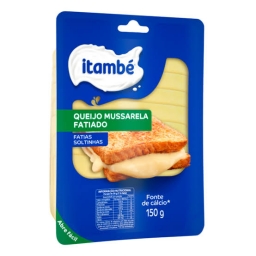 itambé
QUEIJO MUSSARELA
FATIADO
FATIAS
SOLTINHAS
Fonte
de cálcio*
150 g
Abre fácil